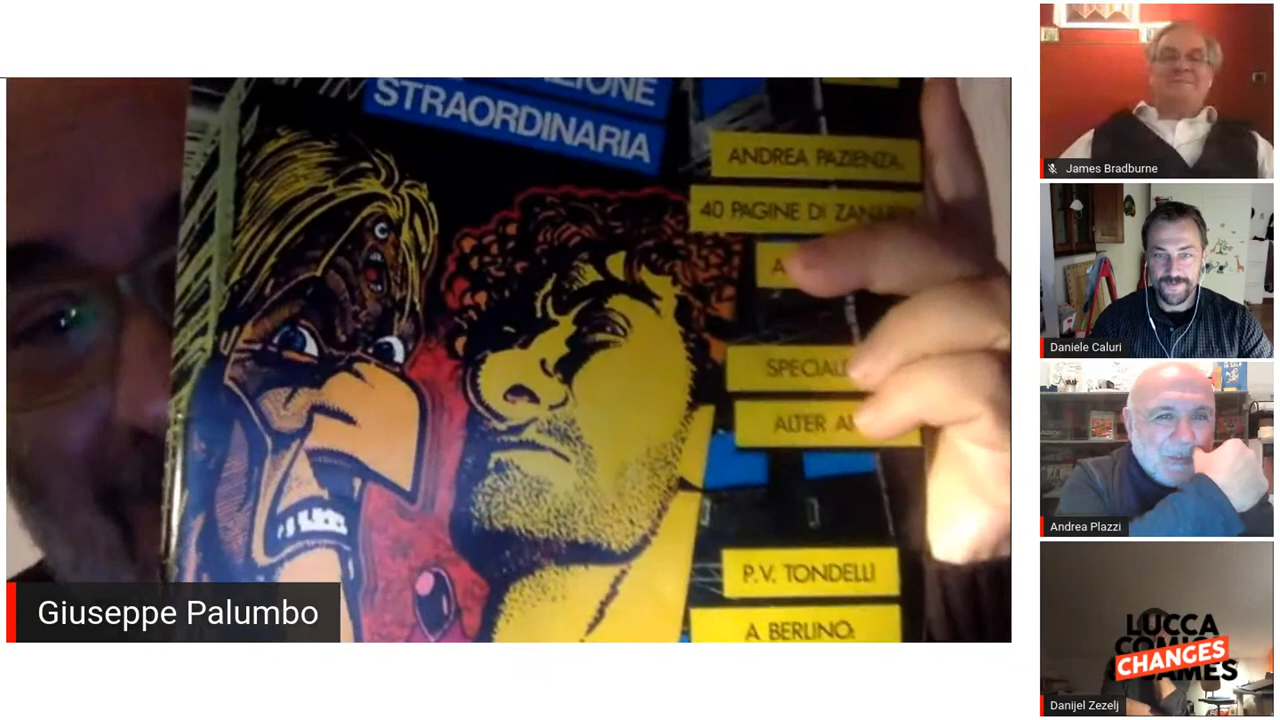 STRAORDINARIA
ANDREA PAZIENZA:
40 PAGINE DI
A
SPECIALE
ALTER
P.V. TONDELLI
A BERLINO:
Giuseppe Palumbo
James Bradburne
Daniele Caluri
Andrea Plazzi
LUCCA
CHANGES
Danijel Zezelj